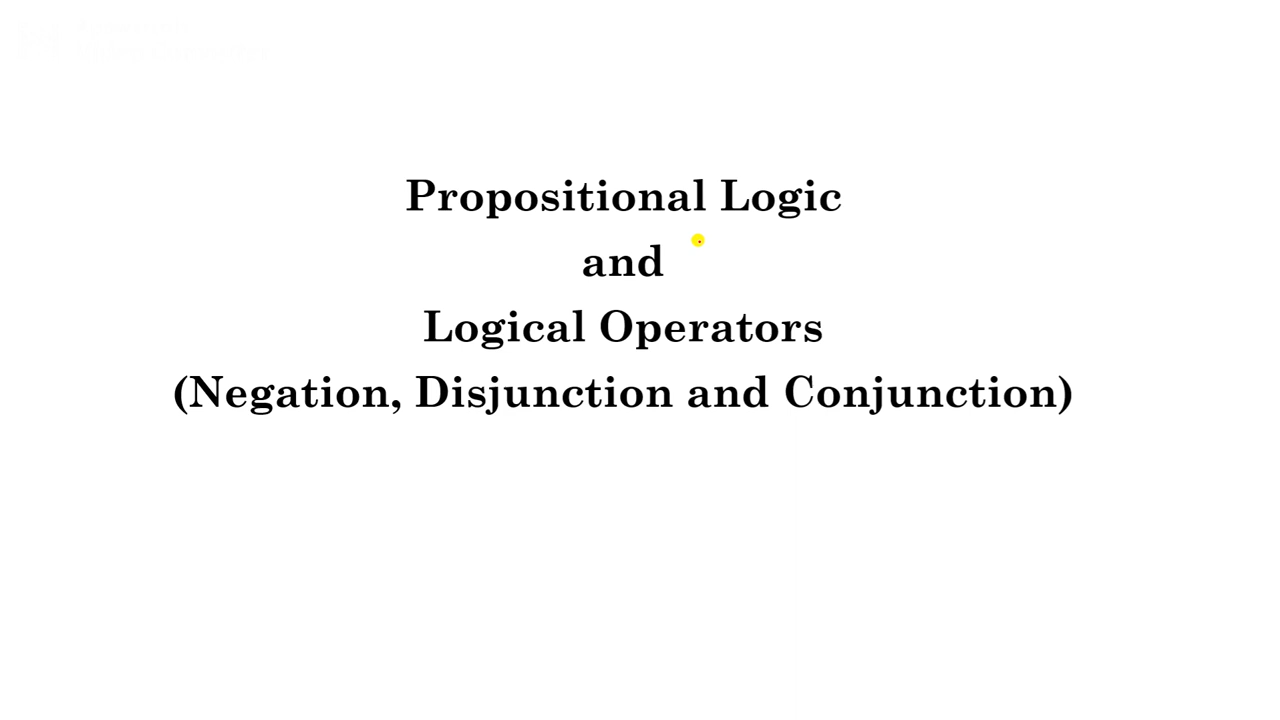 Propositional Logic
and
Logical Operators
(Negation, Disjunction and Conjunction)